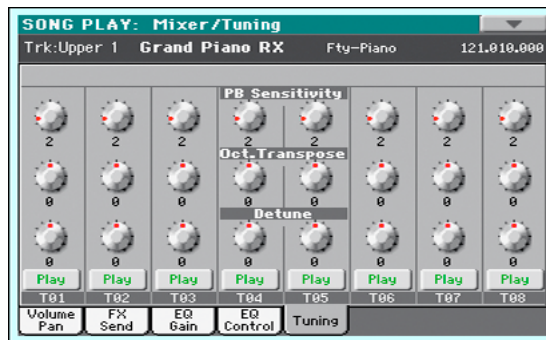 SONG PLAY: Mixer/Tuning
Trk:Upper 1 Grand Piano RX Fty-Piano 121.010.000
PB Sensitivity
2 2 2 2 2 2 2 2
Oct.Transpose
0 0 0 0 0 0 0 0
Detune
0 0 0 0 0 0 0 0
Play Play Play Play Play Play Play Play
T01 T02 T03 T04 T05 T06 T07 T08
Volume Pan FX Send EQ Gain EQ Control Tuning